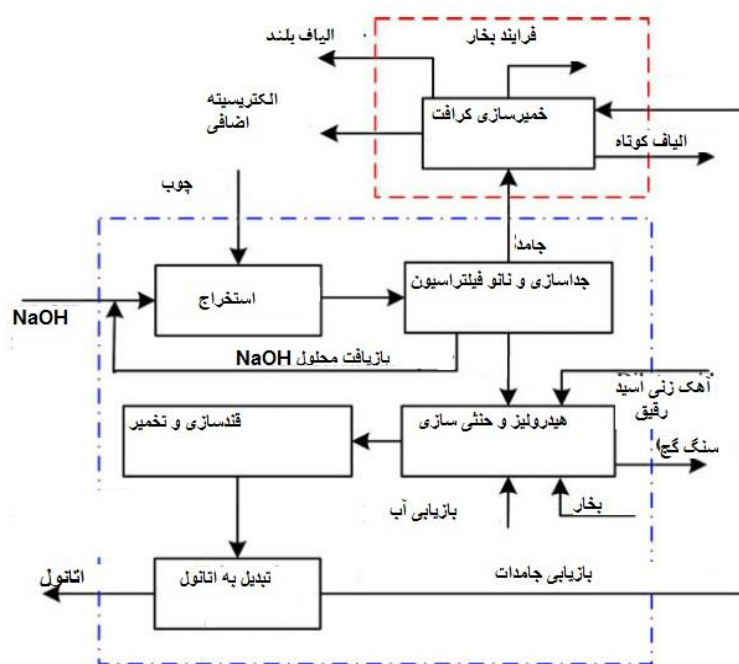 الیاف بلند
فرایند بخار
الکتریسیته
اضافی
خمیرسازی کرافت
الیاف کوتاه
چوب
جامد
جداسازی و نانو فیلتراسیون
استخراج
NaOH
بازیافت محلول NaOH
آهک زنی اسید
رقیق
قندسازی و تخمیر
هیدرولیز و حنثی سازی
سنگ گچ
بازیابی آب
بخار
اتانول
تبدیل به اتانول
بازیابی جامدات